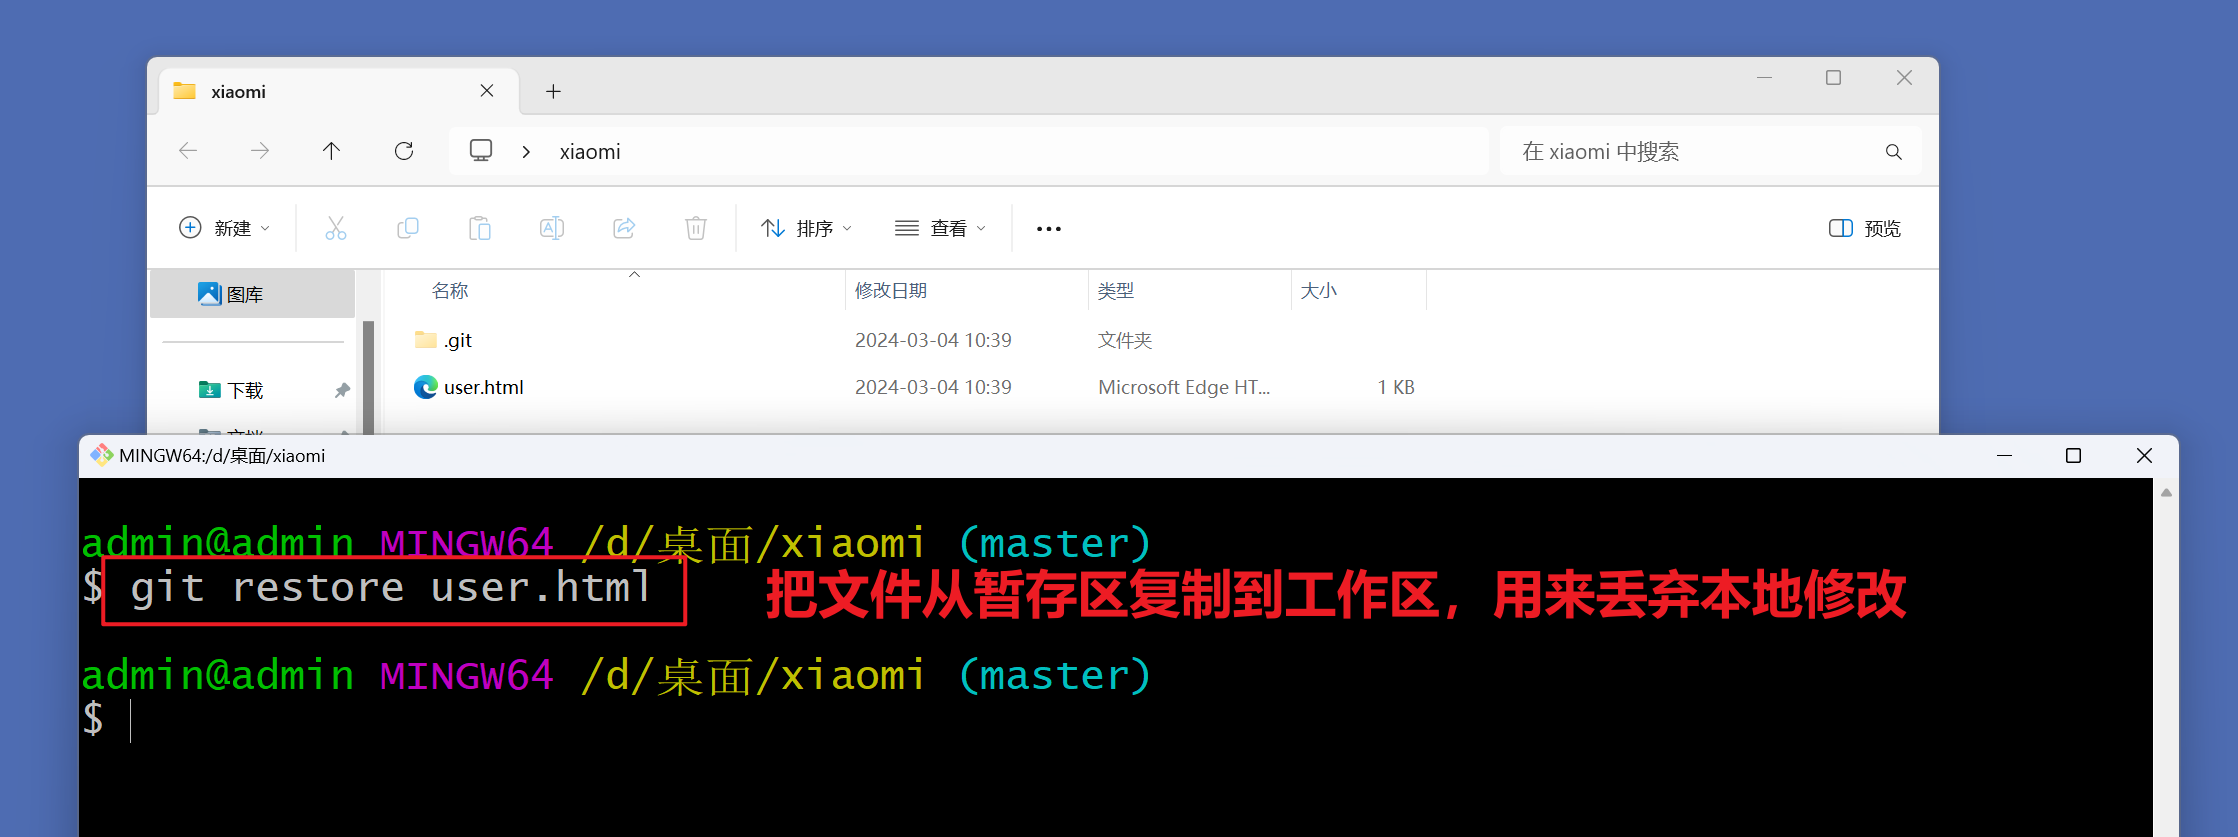 xiaomi
xiaomi
在 xiaomi 中搜索
新建
排序
查看
预览
图库
名称
修改日期
类型
大小
.git
2024-03-04 10:39
文件夹
user.html
2024-03-04 10:39
Microsoft Edge HT...
1 KB
下载
MINGW64:/d/桌面/xiaomi
admin@admin MINGW64 /d/桌面/xiaomi (master)
$ git restore user.html
把文件从暂存区复制到工作区，用来丢弃本地修改
admin@admin MINGW64 /d/桌面/xiaomi (master)
$